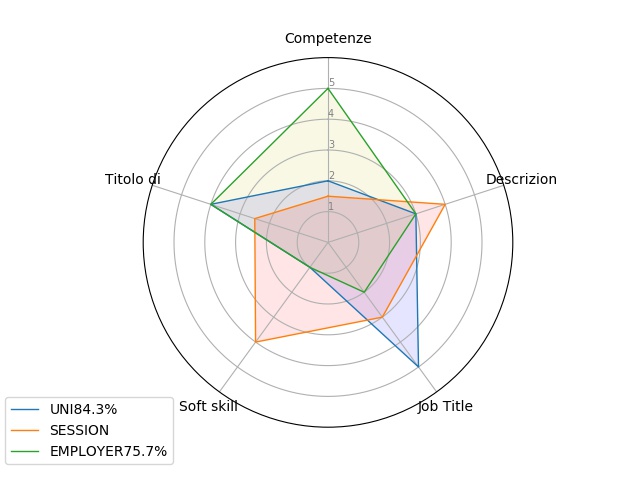 Competenze
5
4
3
2
1
Titolo di
Descrizion
Soft skill
Job Title
UNI84.3%
SESSION
EMPLOYER75.7%